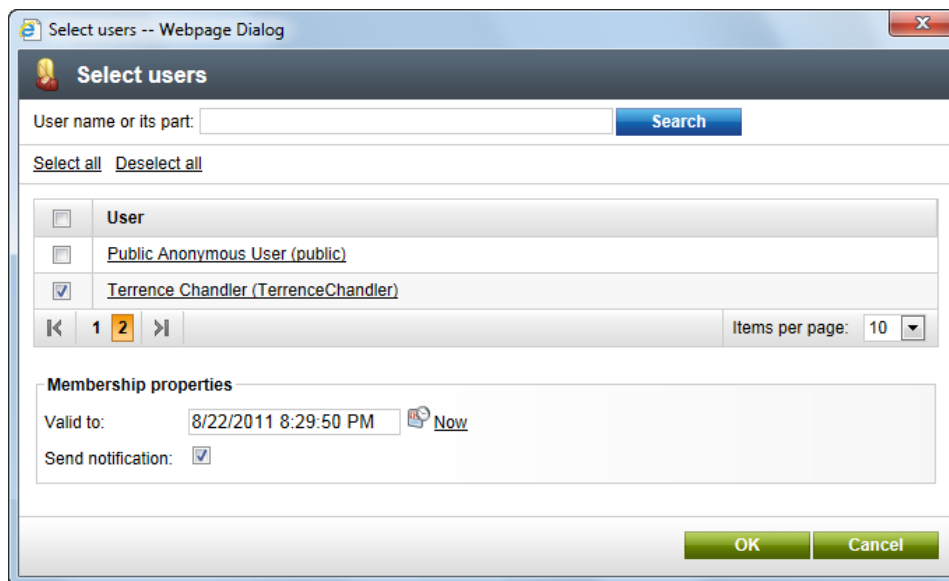 Select users -- Webpage Dialog
Select users
User name or its part: Search
Select all Deselect all
User
Public Anonymous User (public)
Terrence Chandler (TerrenceChandler)
1 2 Items per page: 10
Membership properties
Valid to: 8/22/2011 8:29:50 PM Now
Send notification:
OK Cancel